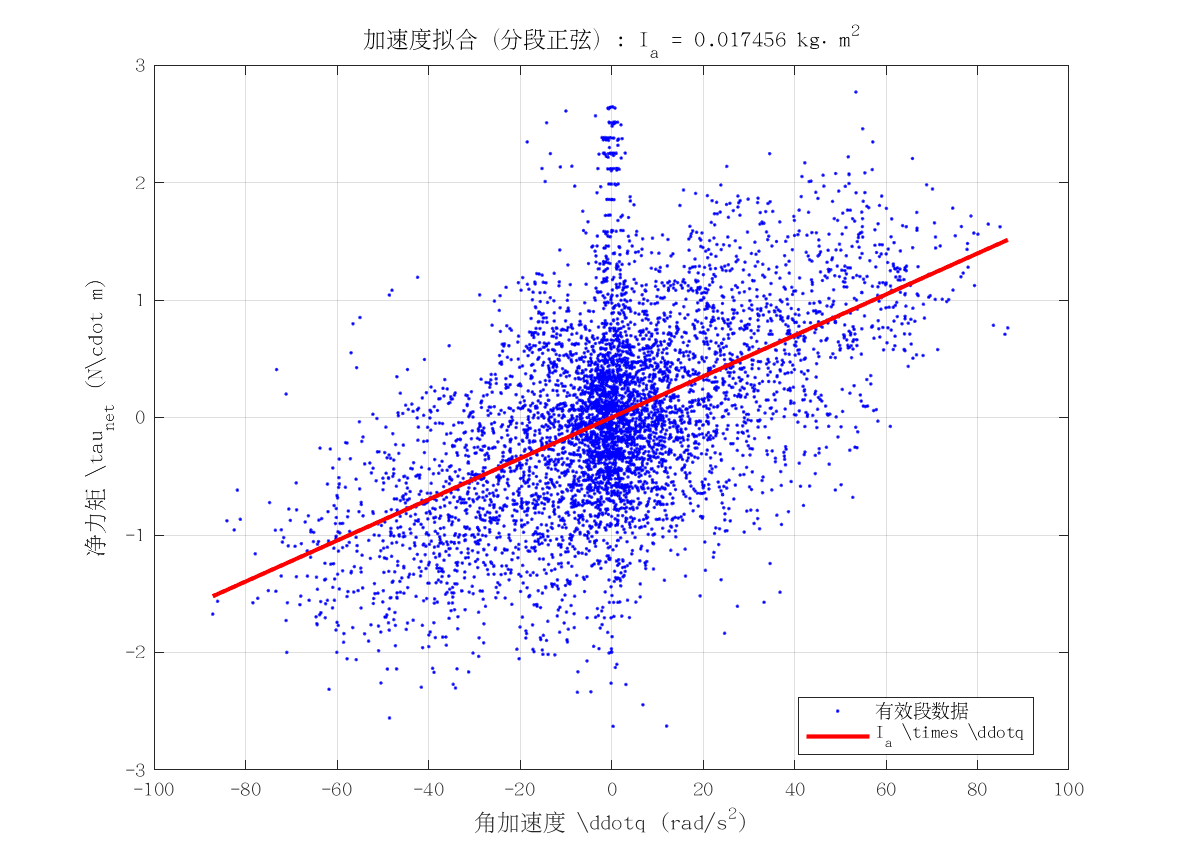 加速度拟合 (分段正弦) : I_a = 0.017456 kg· m^2
3
2
1
0
-1
-2
-3
净力矩 \tau_net (N\cdot m)
有效段数据
I_a \times \ddotq
-100 -80 -60 -40 -20 0 20 40 60 80 100
角加速度 \ddotq (rad/s^2)